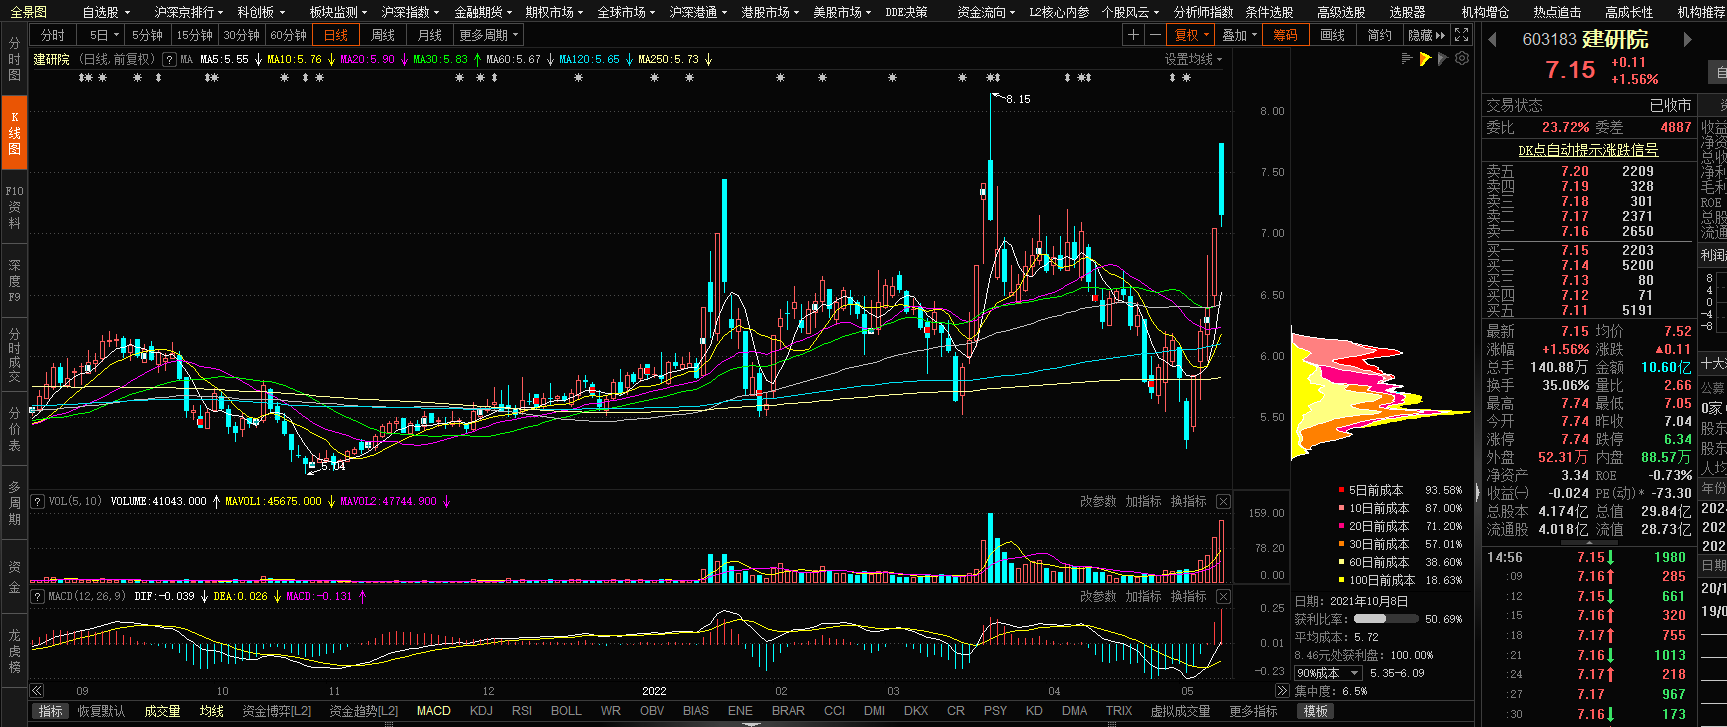 全景图 自选股 沪深京排行 科创板 板块监测 沪深指数 金融期货 期权市场 全球市场 沪深港通 港股市场 美股市场 DDE决策 资金流向 L2核心内参 个股风云 分析师指数 条件选股 高级选股 选股器 机构增仓 热点追击 高成长性 机构推荐
分时 5日 5分钟 15分钟 30分钟 60分钟 日线 周线 月线 更多周期 复权 叠加 筹码 画线 简约 隐藏
建研院 (日线, 前复权) ? MA MA5:5.55 ↓ MA10:5.76 ↓ MA20:5.90 ↓ MA30:5.83 ↑ MA60:5.67 ↓ MA120:5.65 ↓ MA250:5.73 ↓ 设置均线
分时图
K线图
F10资料
深度F9
分时成交
分价表
多周期
资金
龙虎榜
8.15
5.04
8.00
7.50
7.00
6.50
6.00
5.50
? VOL(5,10) VOLUME:41043.000 ↑ MAVOL1:45675.000 ↓ MAVOL2:47744.900 ↓ 改参数 加指标 换指标
159.00
78.20
0.00
? MACD(12,26,9) DIF:-0.039 ↓ DEA:0.026 ↓ MACD:-0.131 ↑ 改参数 加指标 换指标
0.25
0.01
-0.23
09 10 11 12 2022 02 03 04 05
指标 恢复默认 成交量 均线 资金博弈[L2] 资金趋势[L2] MACD KDJ RSI BOLL WR OBV BIAS ENE BRAR CCI DMI DKX CR PSY KD DMA TRIX 虚拟成交量 更多指标 模板
5日前成本 93.58%
10日前成本 87.00%
20日前成本 71.20%
30日前成本 57.01%
60日前成本 38.60%
100日前成本 18.63%
日期: 2021年10月8日
获利比率: 50.69%
平均成本: 5.72
8.46元处获利盘: 100.00%
90%成本 5.35-6.09
集中度: 6.5%
603183 建研院
7.15 +0.11
+1.56%
交易状态 已收市
委比 23.72% 委差 4887
DK点自动提示涨跌信号
卖五 7.20 2209
卖四 7.19 328
卖三 7.18 301
卖二 7.17 2371
卖一 7.16 2650
买一 7.15 2203
买二 7.14 5200
买三 7.13 80
买四 7.12 71
买五 7.11 5191
最新 7.15 均价 7.52
涨幅 +1.56% 涨跌 ▲0.11
总手 140.88万 金额 10.60亿
换手 35.06% 量比 2.66
最高 7.74 最低 7.05
今开 7.74 昨收 7.04
涨停 7.74 跌停 6.34
外盘 52.31万 内盘 88.57万
净资产 3.34 ROE -0.73%
收益(一) -0.024 PE(动)* -73.30
总股本 4.174亿 总值 29.84亿
流通股 4.018亿 流值 28.73亿
14:56 7.15↓ 1980
:09 7.16↑ 285
:12 7.15↓ 661
:15 7.16↑ 320
:18 7.17↑ 755
:21 7.16↓ 1013
:24 7.17↑ 218
:27 7.17 967
:30 7.16↓ 173
收益
净资
总收
净利
毛利
ROE
总股
流通
利润
8
4
0
-4
-8
十大
公募
0家
股东
股东
人均
年份
202
202
202
日期
20/1
19/0